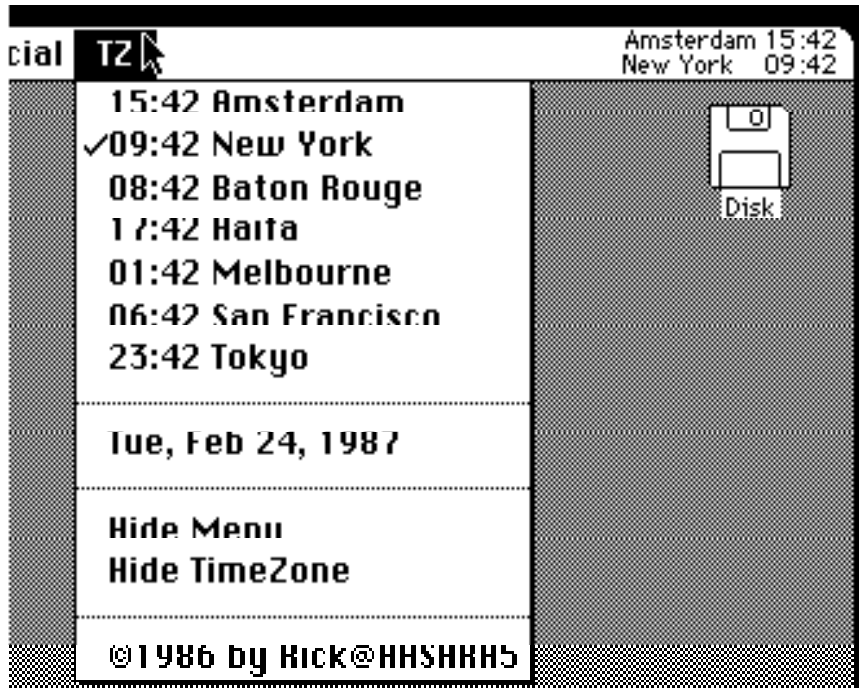 cial TZ Amsterdam 15:42
New York 09:42
15:42 Amsterdam
✓09:42 New York
08:42 Baton Rouge
17:42 Haifa
01:42 Melbourne
06:42 San Francisco
23:42 Tokyo
Tue, Feb 24, 1987
Hide Menu
Hide TimeZone
©1986 by Rick@HHSHRH5
Disk